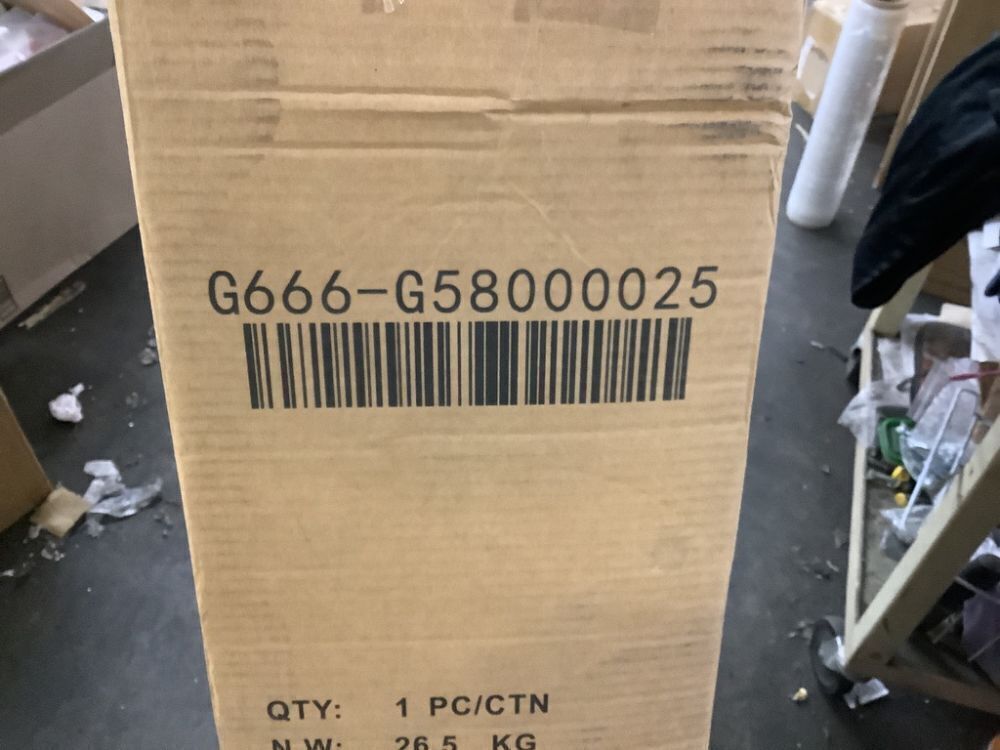 G666-G58000025
QTY: 1 PC/CTN
N.W: 26.5 KG